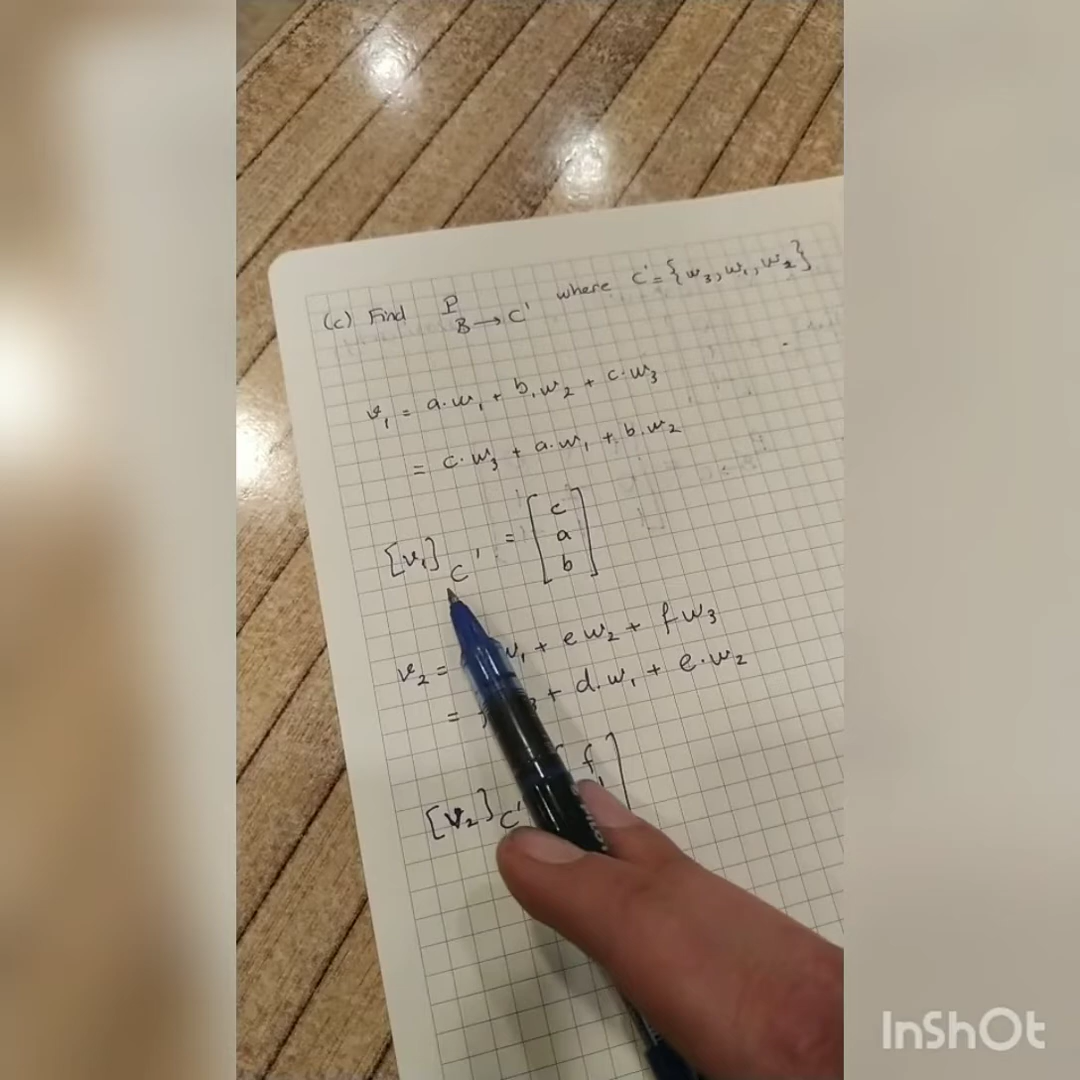 (c) Find P B→C' where C' = {w₃, w₁, w₂}
v₁ = a.w₁ + b.w₂ + c.w₃
= c.w₃ + a.w₁ + b.w₂
[v₁]C' = [c a b]
v₂ = w₁ + e w₂ + f w₃
= ₃ + d.w₁ + e.w₂
[v₂]C' f
InShOt